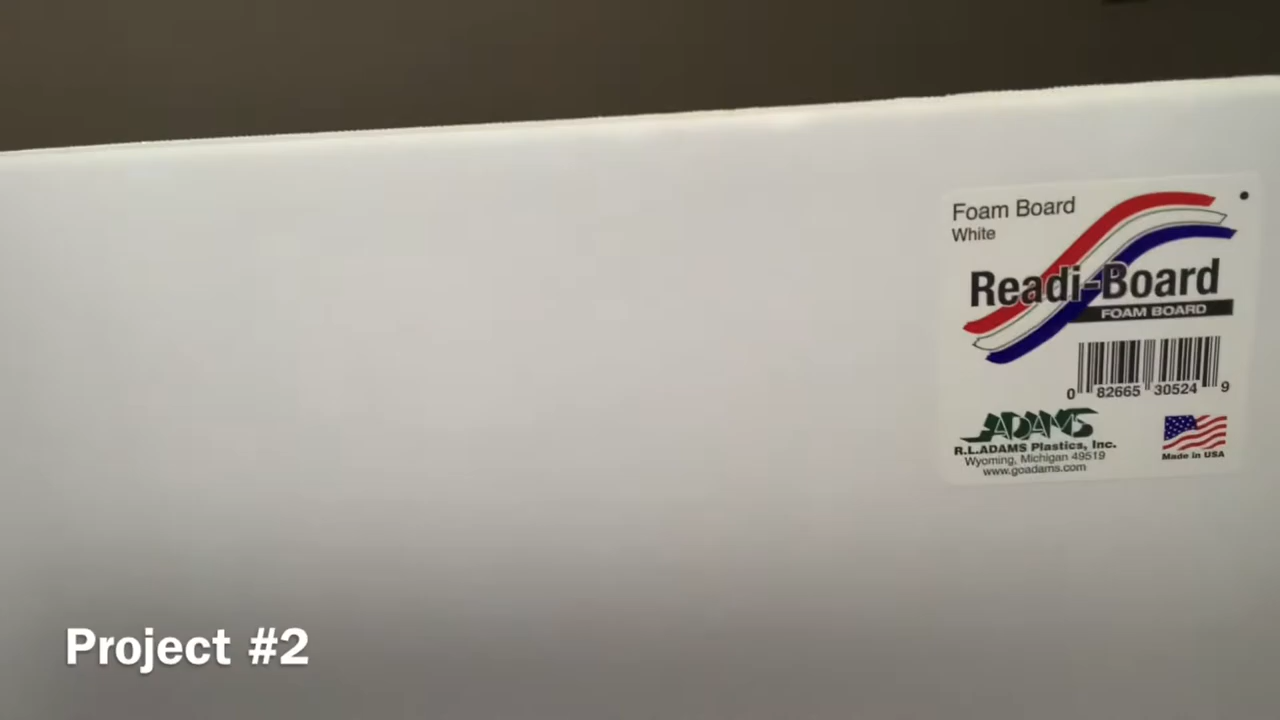 Foam Board
White
Readi-Board
FOAM BOARD
0 82665 30524 9
ADAMS
R.L.ADAMS Plastics, Inc.
Wyoming, Michigan 49519
www.goadams.com
Made in USA
Project #2